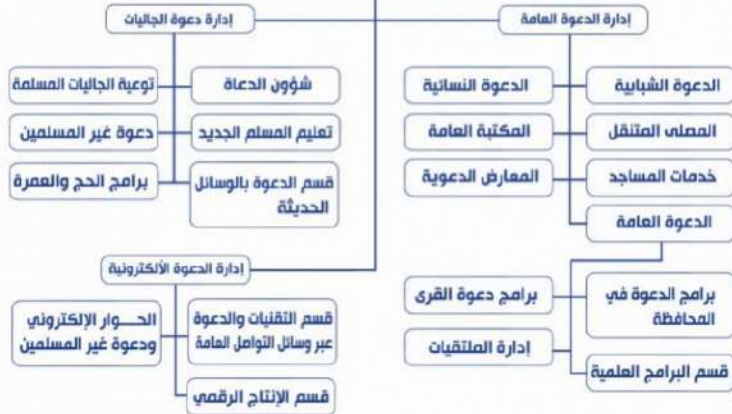 إدارة الدعوة العامة
إدارة دعوة الجاليات
الدعوة الشبابية
الدعوة النسائية
المصلى المتنقل
المكتبة العامة
خدمات المساجد
المعارض الدعوية
الدعوة العامة
برامج الدعوة في
المحافظة
برامج دعوة القرى
إدارة الملتقيات
قسم البرامج العلمية
شؤون الدعاة
توعية الجاليات المسلمة
تعليم المسلم الجديد
دعوة غير المسلمين
قسم الدعوة بالوسائل
الحديثة
برامج الحج والعمرة
إدارة الدعوة الألكترونية
قسم التقنيات والدعوة
عبر وسائل التواصل العامة
الحـــوار الإلكتروني
ودعوة غير المسلمين
قسم الإنتاج الرقمي